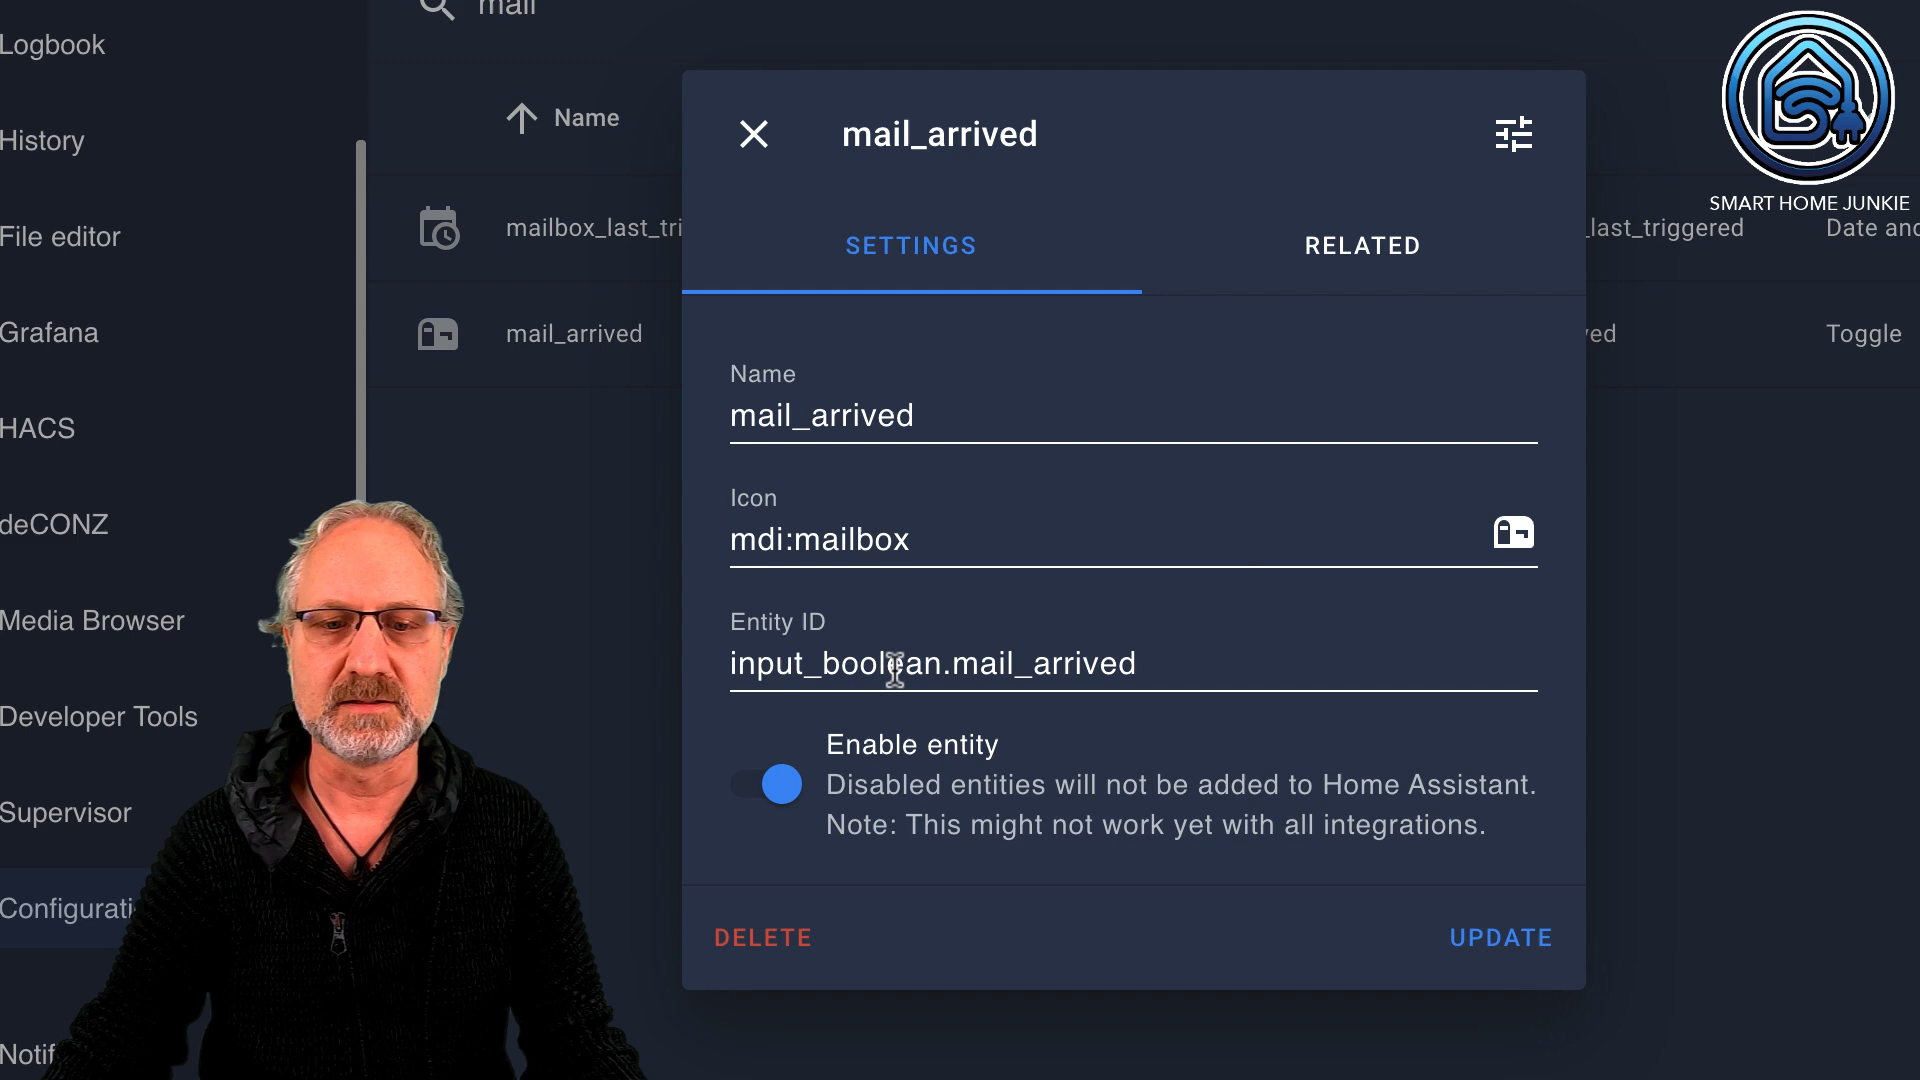 mail
Logbook
Name
mail_arrived
History
SMART HOME JUNKIE
mailbox_last_tri
_last_triggered
Date and
File editor
SETTINGS
RELATED
Grafana
mail_arrived
Toggle
Name
mail_arrived
HACS
Icon
mdi:mailbox
deCONZ
Entity ID
input_boolean.mail_arrived
Media Browser
Developer Tools
Enable entity
Disabled entities will not be added to Home Assistant.
Note: This might not work yet with all integrations.
Supervisor
Configurati
DELETE
UPDATE
Notif